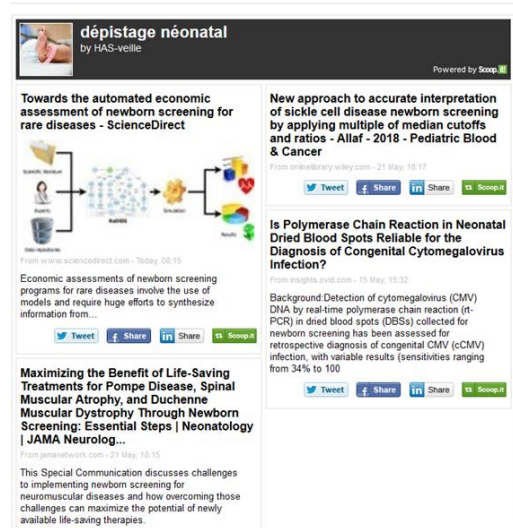 dépistage néonatal
by HAS-veille
Powered by Scoop.it!
Towards the automated economic
assessment of newborn screening for
rare diseases - ScienceDirect
Results
From www.sciencedirect.com - Today, 08:15
Economic assessments of newborn screening
programs for rare diseases involve the use of
models and require huge efforts to synthesize
information from...
Tweet Share Share Scoop.it
Maximizing the Benefit of Life-Saving
Treatments for Pompe Disease, Spinal
Muscular Atrophy, and Duchenne
Muscular Dystrophy Through Newborn
Screening: Essential Steps | Neonatology
| JAMA Neurolog...
From jamanetwork.com - 21 May, 18:15
This Special Communication discusses challenges
to implementing newborn screening for
neuromuscular diseases and how overcoming those
challenges can maximize the potential of newly
available life-saving therapies.
New approach to accurate interpretation
of sickle cell disease newborn screening
by applying multiple of median cutoffs
and ratios - Allaf - 2018 - Pediatric Blood
& Cancer
From onlinelibrary.wiley.com - 21 May, 18:17
Tweet Share Share Scoop.it
Is Polymerase Chain Reaction in Neonatal
Dried Blood Spots Reliable for the
Diagnosis of Congenital Cytomegalovirus
Infection?
From insights.ovid.com - 15 May, 15:32
Background:Detection of cytomegalovirus (CMV)
DNA by real-time polymerase chain reaction (rt-
PCR) in dried blood spots (DBSs) collected for
newborn screening has been assessed for
retrospective diagnosis of congenital CMV (cCMV)
infection, with variable results (sensitivities ranging
from 34% to 100
Tweet Share Share Scoop.it